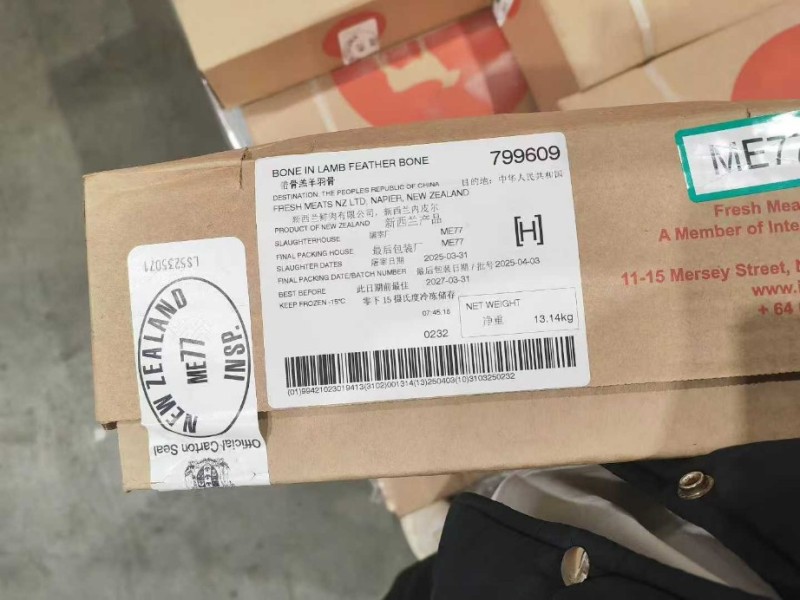 BONE IN LAMB FEATHER BONE 799609
带骨羔羊羽骨
DESTINATION: THE PEOPLES REPUBLIC OF CHINA 目的地: 中华人民共和国
FRESH MEATS NZ LTD, NAPIER, NEW ZEALAND
新西兰鲜肉有限公司, 新西兰内皮尔
PRODUCT OF NEW ZEALAND 新西兰产品
SLAUGHTERHOUSE 屠宰厂 ME77
FINAL PACKING HOUSE 最后包装厂 ME77
SLAUGHTER DATES 屠宰日期 2025-03-31
FINAL PACKING DATE/BATCH NUMBER 最后包装日期 / 批号 2025-04-03
BEST BEFORE 此日期前最佳 2027-03-31
KEEP FROZEN -15°C 零下 15 摄氏度冷冻储存
[H]
07:45:18
0232
NET WEIGHT
净重 13.14kg
(01)99421023019413(3102)001314(13)250403(10)3103250232
LS5235071
NEW ZEALAND
ME77
INSP.
Official Carton Seal
ME77
Fresh Mea
A Member of Inte
11-15 Mersey Street, N
www.i
+ 64